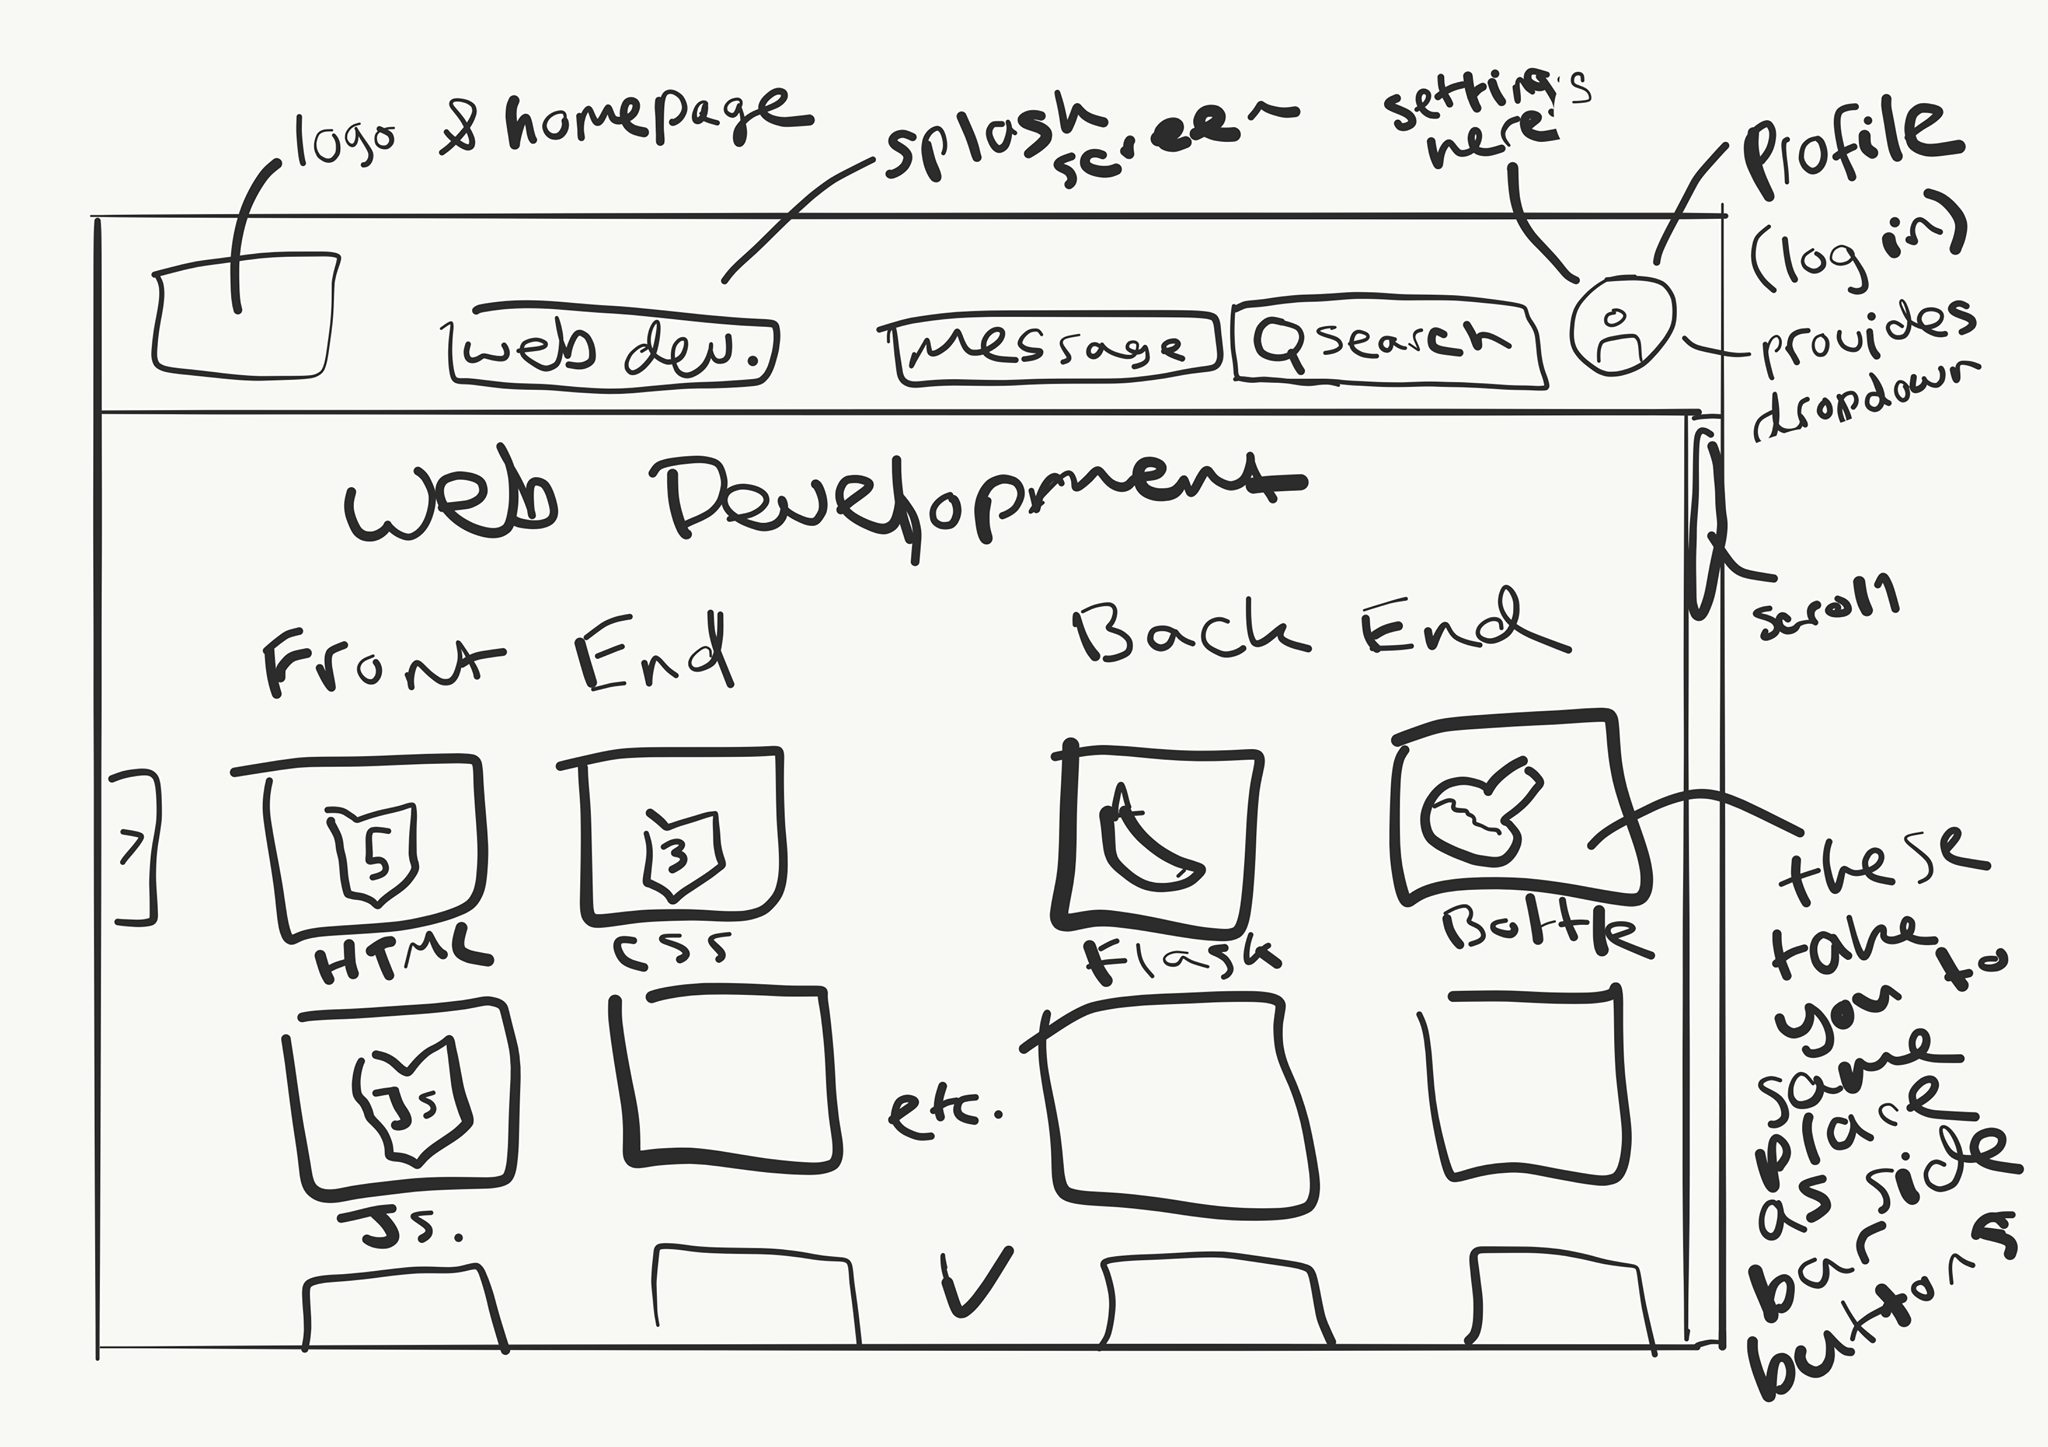 logo & homepage
splash
screen
settings
here
Profile
(log in)
provides
dropdown
web dev.
message
search
Web Development
scroll
Front End
Back End
>
5
3
HTML
CSS
Flask
Bottle
these
take
you to
same
place
as side
bar
buttons
Js
etc.
Js.